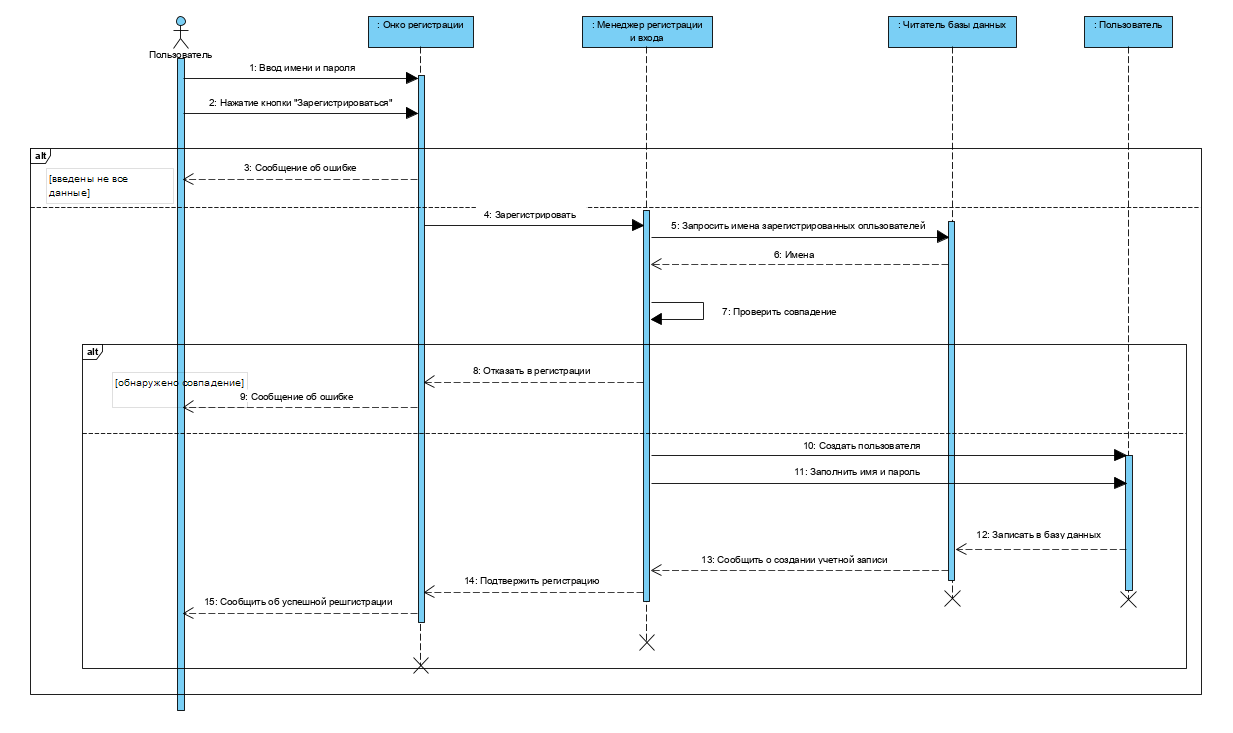 : Онко регистрации
: Менеджер регистрации
и входа
: Читатель базы данных
: Пользователь
Пользователь
1: Ввод имени и пароля
2: Нажатие кнопки "Зарегистрироваться"
alt
3: Сообщение об ошибке
[введены не все
данные]
4: Зарегистрировать
5: Запросить имена зарегистрированных опльзователей
6: Имена
7: Проверить совпадение
alt
8: Отказать в регистрации
[обнаружено совпадение]
9: Сообщение об ошибке
10: Создать пользователя
11: Заполнить имя и пароль
12: Записать в базу данных
13: Сообщить о создании учетной записи
14: Подтвержить регистрацию
15: Сообщить об успешной решгистрации